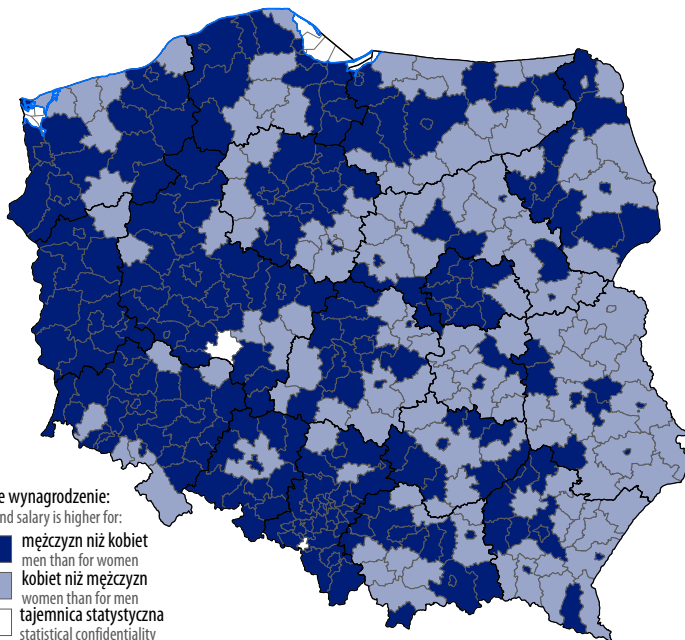 e wynagrodzenie:
nd salary is higher for:
mężczyzn niż kobiet
men than for women
kobiet niż mężczyzn
women than for men
tajemnica statystyczna
statistical confidentiality